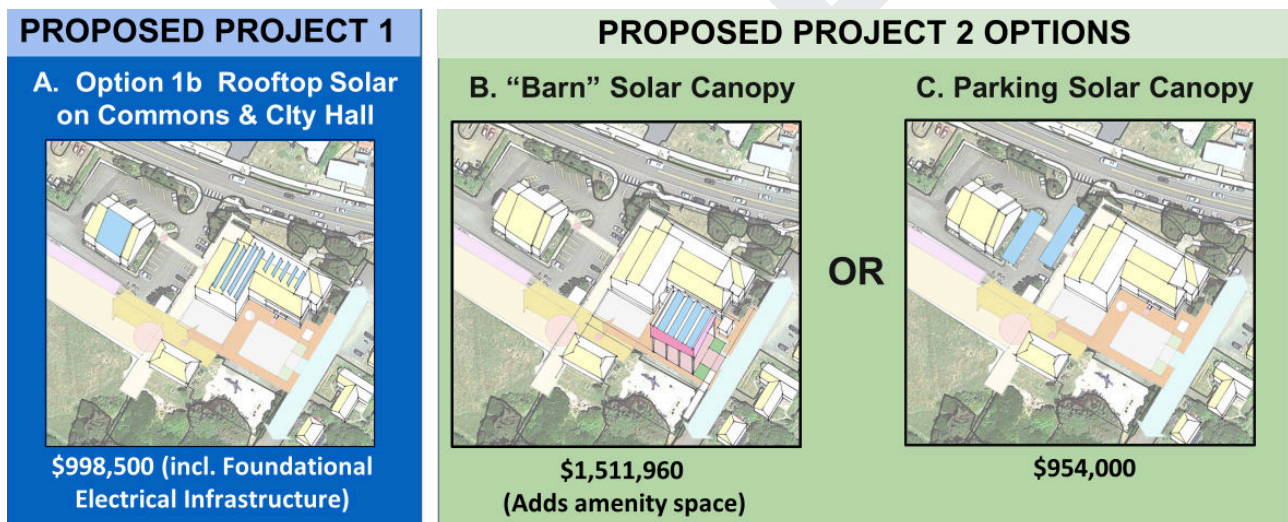 PROPOSED PROJECT 1
A. Option 1b Rooftop Solar
on Commons & CIty Hall
$998,500 (incl. Foundational
Electrical Infrastructure)
PROPOSED PROJECT 2 OPTIONS
B. “Barn” Solar Canopy
$1,511,960
(Adds amenity space)
OR
C. Parking Solar Canopy
$954,000